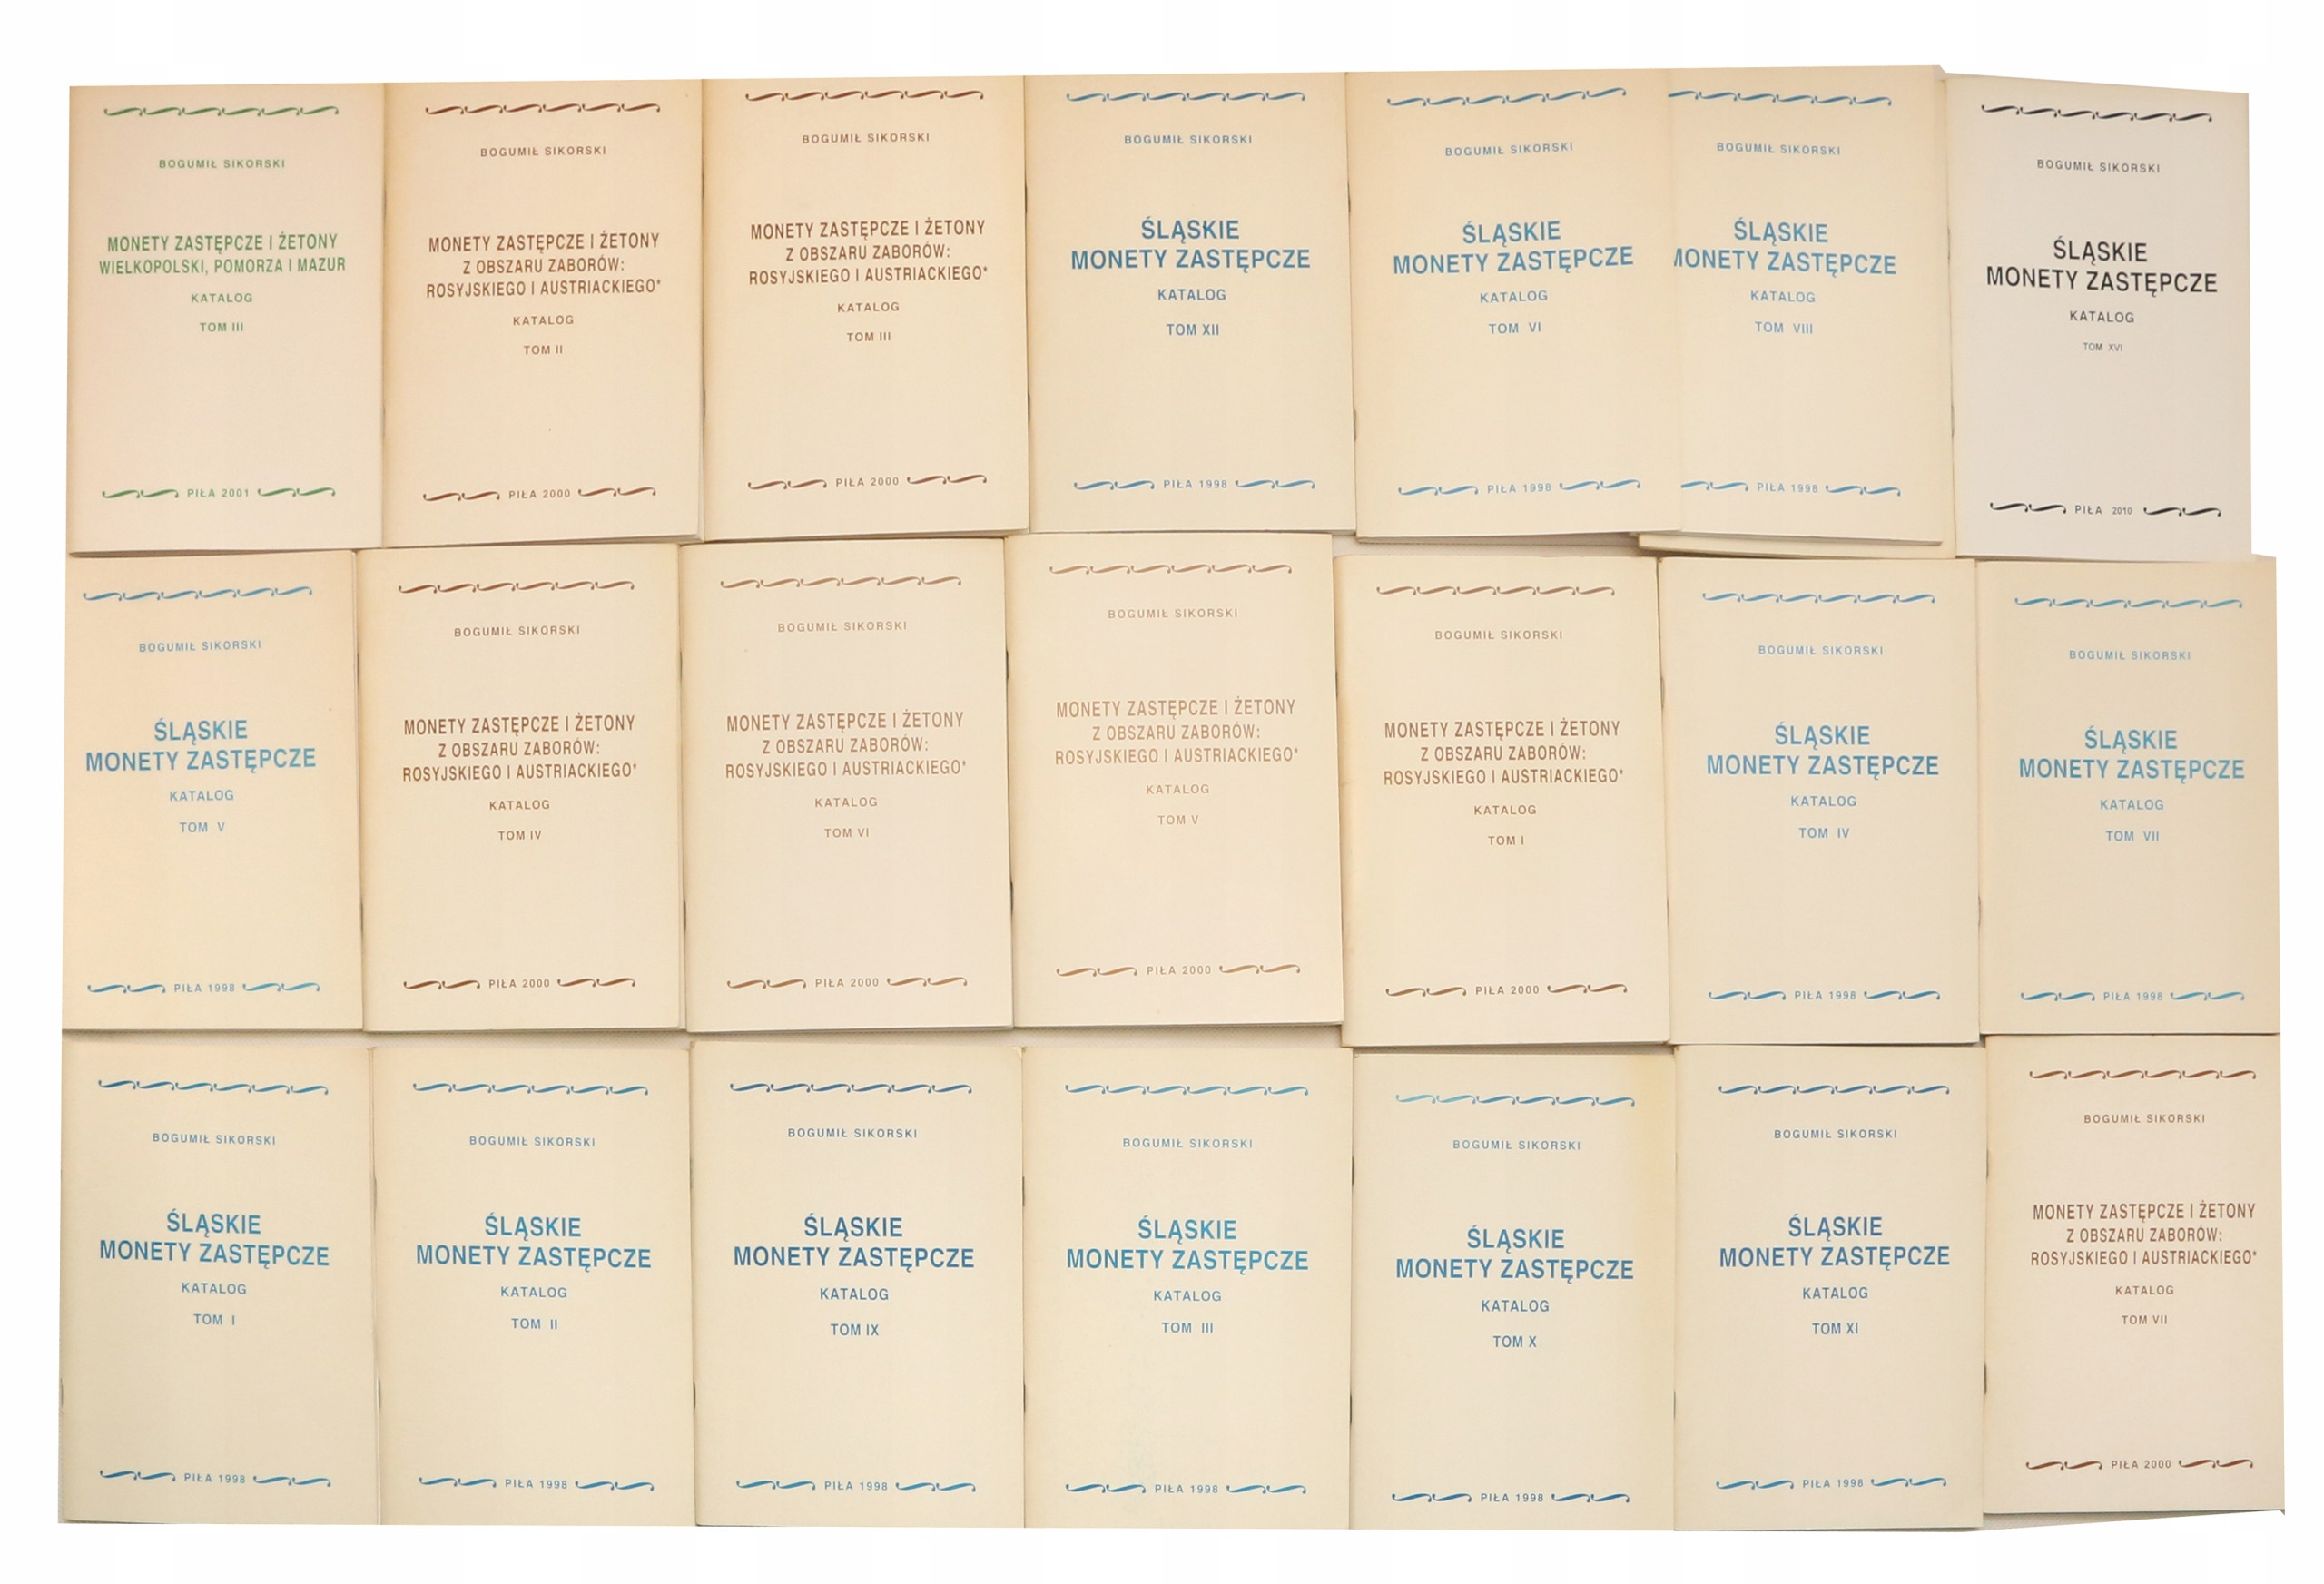 BOGUMIŁ SIKORSKI
MONETY ZASTĘPCZE I ŻETONY
WIELKOPOLSKI, POMORZA I MAZUR
KATALOG
TOM III
PIŁA 2001
BOGUMIŁ SIKORSKI
MONETY ZASTĘPCZE I ŻETONY
Z OBSZARU ZABORÓW:
ROSYJSKIEGO I AUSTRIACKIEGO*
KATALOG
TOM II
PIŁA 2000
BOGUMIŁ SIKORSKI
MONETY ZASTĘPCZE I ŻETONY
Z OBSZARU ZABORÓW:
ROSYJSKIEGO I AUSTRIACKIEGO*
KATALOG
TOM III
PIŁA 2000
BOGUMIŁ SIKORSKI
ŚLĄSKIE
MONETY ZASTĘPCZE
KATALOG
TOM XII
PIŁA 1998
BOGUMIŁ SIKORSKI
ŚLĄSKIE
MONETY ZASTĘPCZE
KATALOG
TOM VI
PIŁA 1998
BOGUMIŁ SIKORSKI
ŚLĄSKIE
MONETY ZASTĘPCZE
KATALOG
TOM VIII
PIŁA 1998
BOGUMIŁ SIKORSKI
ŚLĄSKIE
MONETY ZASTĘPCZE
KATALOG
TOM XVI
PIŁA 2010
BOGUMIŁ SIKORSKI
ŚLĄSKIE
MONETY ZASTĘPCZE
KATALOG
TOM V
PIŁA 1998
BOGUMIŁ SIKORSKI
MONETY ZASTĘPCZE I ŻETONY
Z OBSZARU ZABORÓW:
ROSYJSKIEGO I AUSTRIACKIEGO*
KATALOG
TOM IV
PIŁA 2000
BOGUMIŁ SIKORSKI
MONETY ZASTĘPCZE I ŻETONY
Z OBSZARU ZABORÓW:
ROSYJSKIEGO I AUSTRIACKIEGO*
KATALOG
TOM VI
PIŁA 2000
BOGUMIŁ SIKORSKI
MONETY ZASTĘPCZE I ŻETONY
Z OBSZARU ZABORÓW:
ROSYJSKIEGO I AUSTRIACKIEGO*
KATALOG
TOM V
PIŁA 2000
BOGUMIŁ SIKORSKI
MONETY ZASTĘPCZE I ŻETONY
Z OBSZARU ZABORÓW:
ROSYJSKIEGO I AUSTRIACKIEGO*
KATALOG
TOM I
PIŁA 2000
BOGUMIŁ SIKORSKI
ŚLĄSKIE
MONETY ZASTĘPCZE
KATALOG
TOM IV
PIŁA 1998
BOGUMIŁ SIKORSKI
ŚLĄSKIE
MONETY ZASTĘPCZE
KATALOG
TOM VII
PIŁA 1998
BOGUMIŁ SIKORSKI
ŚLĄSKIE
MONETY ZASTĘPCZE
KATALOG
TOM I
PIŁA 1998
BOGUMIŁ SIKORSKI
ŚLĄSKIE
MONETY ZASTĘPCZE
KATALOG
TOM II
PIŁA 1998
BOGUMIŁ SIKORSKI
ŚLĄSKIE
MONETY ZASTĘPCZE
KATALOG
TOM IX
PIŁA 1998
BOGUMIŁ SIKORSKI
ŚLĄSKIE
MONETY ZASTĘPCZE
KATALOG
TOM III
PIŁA 1998
BOGUMIŁ SIKORSKI
ŚLĄSKIE
MONETY ZASTĘPCZE
KATALOG
TOM X
PIŁA 1998
BOGUMIŁ SIKORSKI
ŚLĄSKIE
MONETY ZASTĘPCZE
KATALOG
TOM XI
PIŁA 1998
BOGUMIŁ SIKORSKI
MONETY ZASTĘPCZE I ŻETONY
Z OBSZARU ZABORÓW:
ROSYJSKIEGO I AUSTRIACKIEGO*
KATALOG
TOM VII
PIŁA 2000